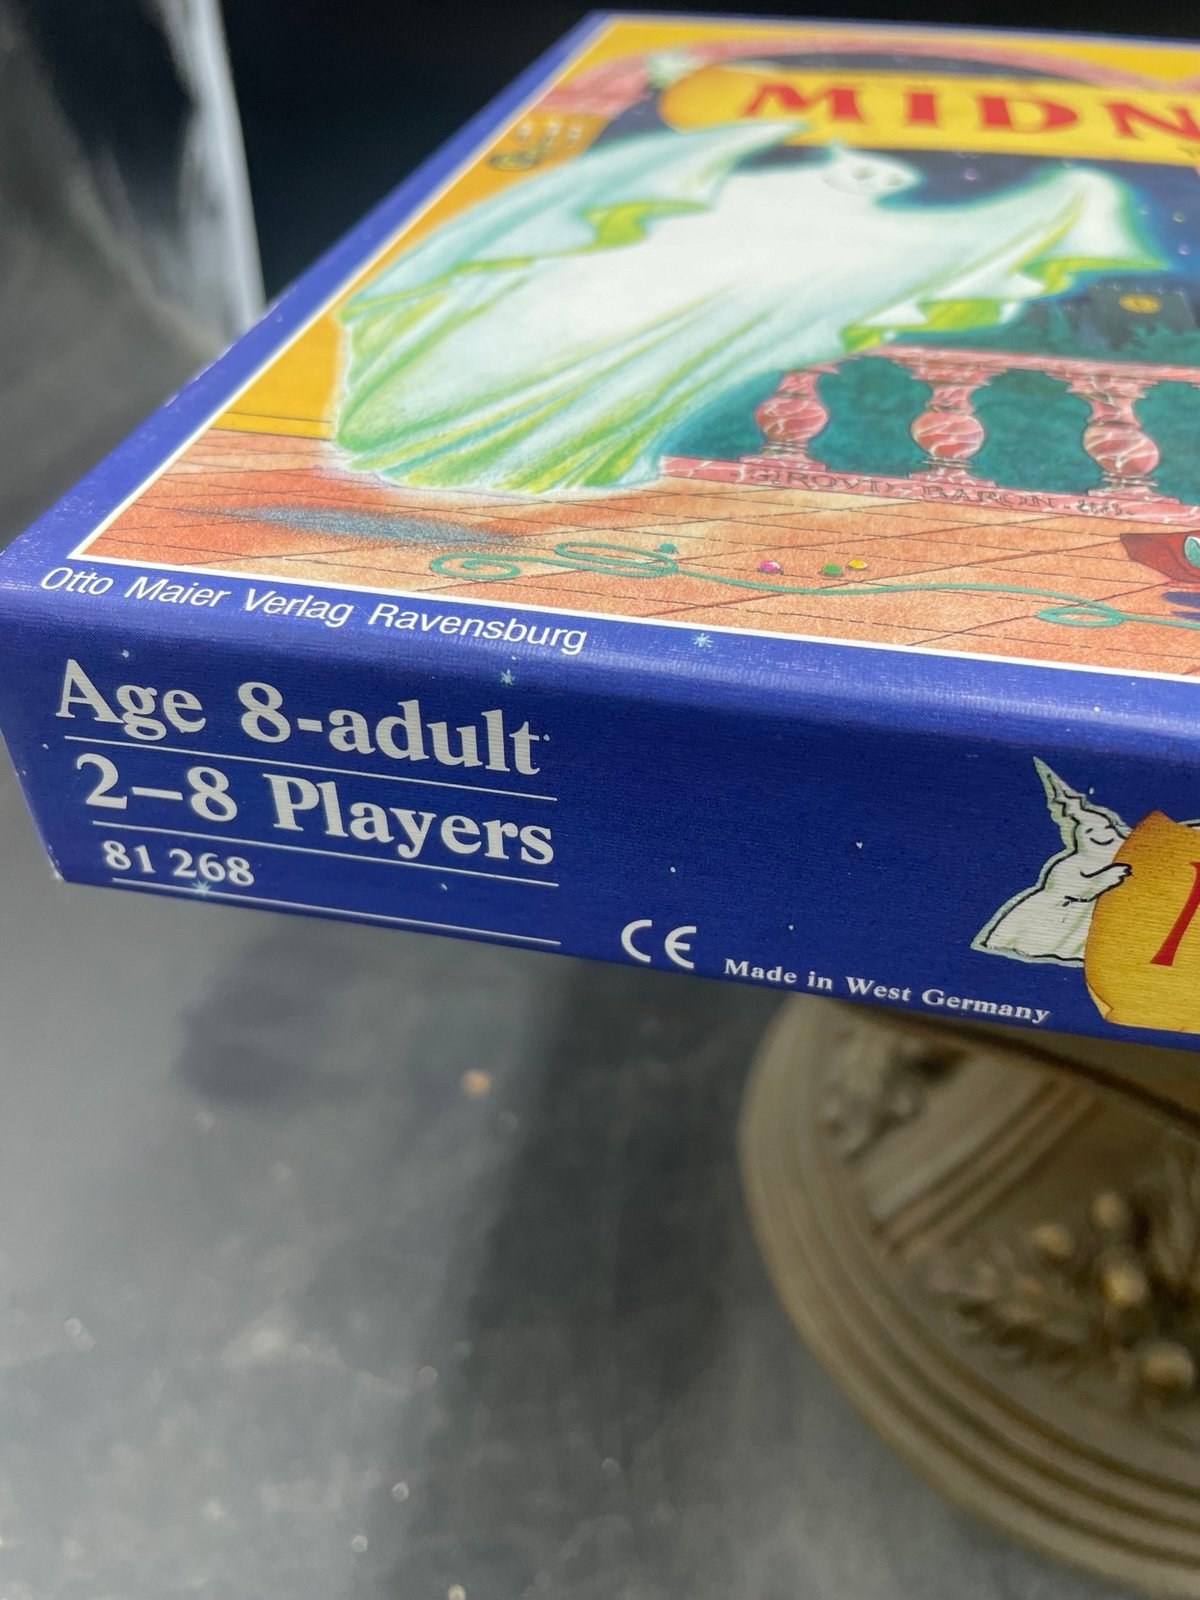 MIDN
GIROVD-BARON
Otto Maier Verlag Ravensburg
Age 8-adult
2–8 Players
81 268
CE
Made in West Germany